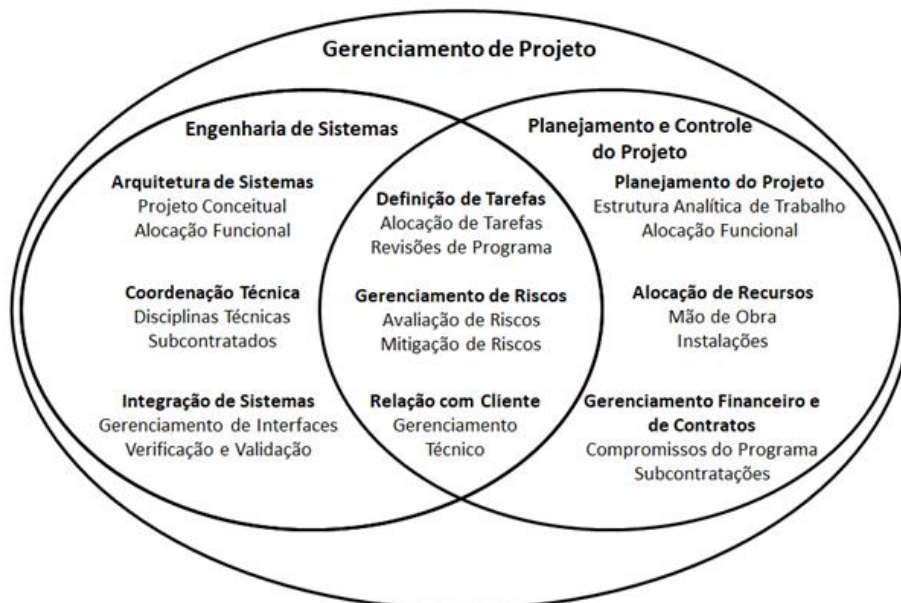 Gerenciamento de Projeto
Engenharia de Sistemas
Arquitetura de Sistemas
Projeto Conceitual
Alocação Funcional
Coordenação Técnica
Disciplinas Técnicas
Subcontratados
Integração de Sistemas
Gerenciamento de Interfaces
Verificação e Validação
Definição de Tarefas
Alocação de Tarefas
Revisões de Programa
Gerenciamento de Riscos
Avaliação de Riscos
Mitigação de Riscos
Relação com Cliente
Gerenciamento
Técnico
Planejamento e Controle
do Projeto
Planejamento do Projeto
Estrutura Analítica de Trabalho
Alocação Funcional
Alocação de Recursos
Mão de Obra
Instalações
Gerenciamento Financeiro e
de Contratos
Compromissos do Programa
Subcontratações